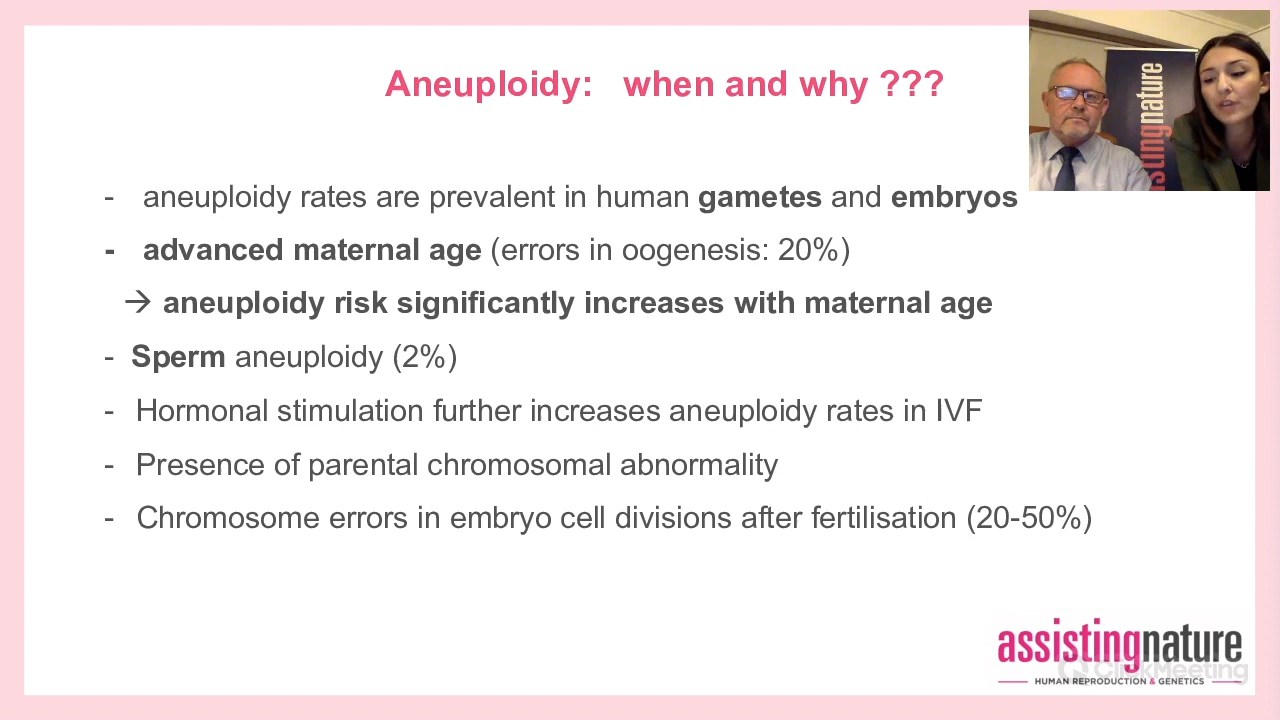 Aneuploidy: when and why ???
- aneuploidy rates are prevalent in human gametes and embryos
- advanced maternal age (errors in oogenesis: 20%)
→ aneuploidy risk significantly increases with maternal age
- Sperm aneuploidy (2%)
- Hormonal stimulation further increases aneuploidy rates in IVF
- Presence of parental chromosomal abnormality
- Chromosome errors in embryo cell divisions after fertilisation (20-50%)
assistingnature
ClickMeeting
HUMAN REPRODUCTION & GENETICS